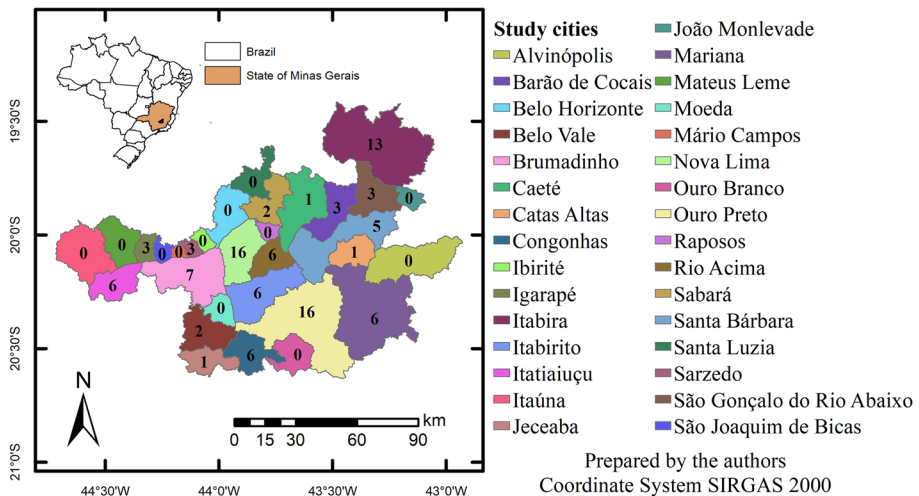 Brazil
State of Minas Gerais
19°30'S
20°0'S
20°30'S
21°0'S
44°30'W
44°0'W
43°30'W
43°0'W
13
0
2
1
3
3
0
0
5
0
0
3
0
0
3
0
16
0
6
1
0
6
7
6
0
16
6
2
1
6
0
N
km
0 15 30 60 90
Study cities
Alvinópolis
Barão de Cocais
Belo Horizonte
Belo Vale
Brumadinho
Caeté
Catas Altas
Congonhas
Ibirité
Igarapé
Itabira
Itabirito
Itatiaiuçu
Itaúna
Jeceaba
João Monlevade
Mariana
Mateus Leme
Moeda
Mário Campos
Nova Lima
Ouro Branco
Ouro Preto
Raposos
Rio Acima
Sabará
Santa Bárbara
Santa Luzia
Sarzedo
São Gonçalo do Rio Abaixo
São Joaquim de Bicas
Prepared by the authors
Coordinate System SIRGAS 2000